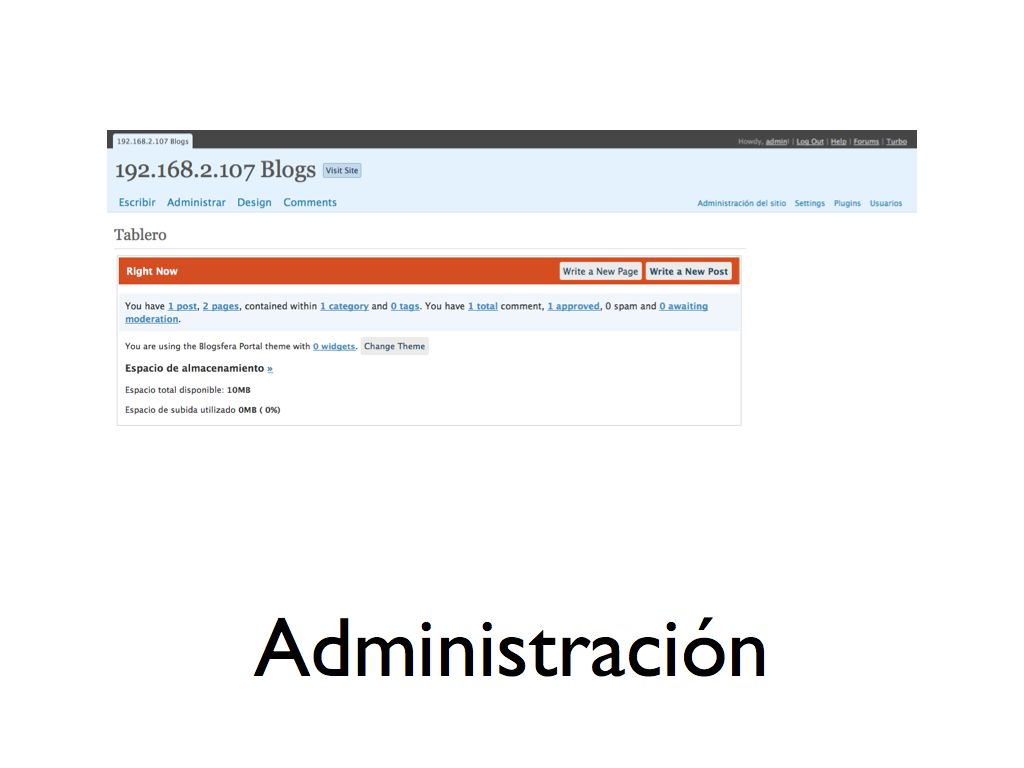 192.168.2.107 Blogs
Howdy, admin! | Log Out | Help | Forums | Turbo
192.168.2.107 Blogs Visit Site
Escribir Administrar Design Comments
Administración del sitio Settings Plugins Usuarios
Tablero
Right Now Write a New Page Write a New Post
You have 1 post, 2 pages, contained within 1 category and 0 tags. You have 1 total comment, 1 approved, 0 spam and 0 awaiting
moderation.
You are using the Blogsfera Portal theme with 0 widgets. Change Theme
Espacio de almacenamiento »
Espacio total disponible: 10MB
Espacio de subida utilizado 0MB ( 0%)
Administración